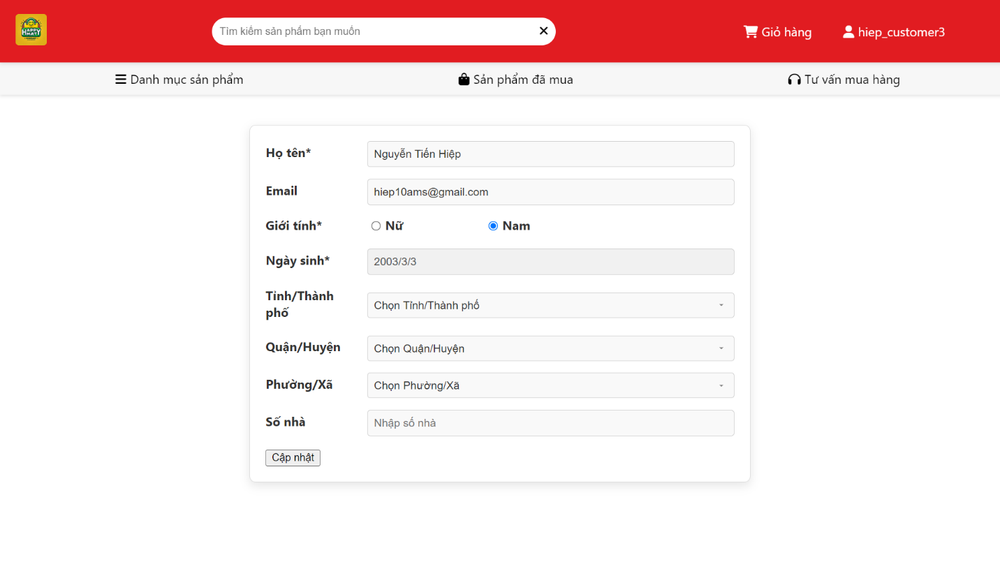 HAPPY
MAT
Tìm kiếm sản phẩm bạn muốn
Giỏ hàng
hiep_customer3
Danh mục sản phẩm
Sản phẩm đã mua
Tư vấn mua hàng
Họ tên*
Nguyễn Tiến Hiệp
Email
hiep10ams@gmail.com
Giới tính*
Nữ
Nam
Ngày sinh*
2003/3/3
Tỉnh/Thành
phố
Chọn Tỉnh/Thành phố
Quận/Huyện
Chọn Quận/Huyện
Phường/Xã
Chọn Phường/Xã
Số nhà
Nhập số nhà
Cập nhật